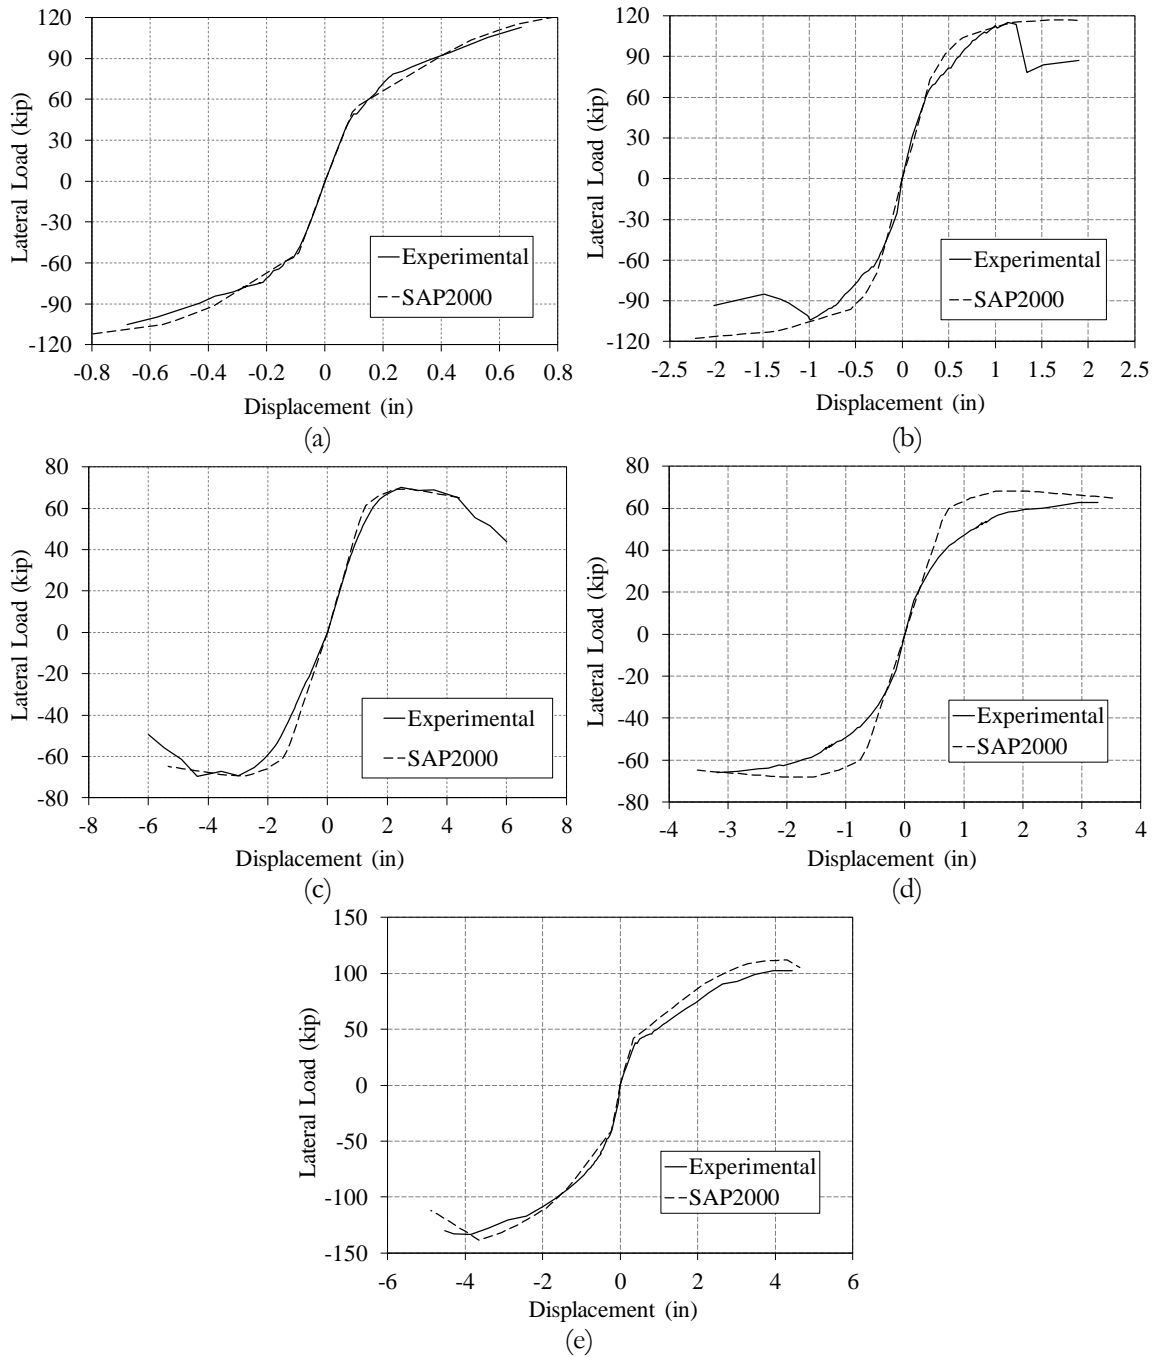 120
90
60
30
0
-30
-60
-90
-120
Lateral Load (kip)
Experimental
SAP2000
-0.8 -0.6 -0.4 -0.2 0 0.2 0.4 0.6 0.8
Displacement (in)
(a)
120
90
60
30
0
-30
-60
-90
-120
Lateral Load (kip)
Experimental
SAP2000
-2.5 -2 -1.5 -1 -0.5 0 0.5 1 1.5 2 2.5
Displacement (in)
(b)
80
60
40
20
0
-20
-40
-60
-80
Lateral Load (kip)
Experimental
SAP2000
-8 -6 -4 -2 0 2 4 6 8
Displacement (in)
(c)
80
60
40
20
0
-20
-40
-60
-80
Lateral Load (kip)
Experimental
SAP2000
-4 -3 -2 -1 0 1 2 3 4
Displacement (in)
(d)
150
100
50
0
-50
-100
-150
Lateral Load (kip)
Experimental
SAP2000
-6 -4 -2 0 2 4 6
Displacement (in)
(e)